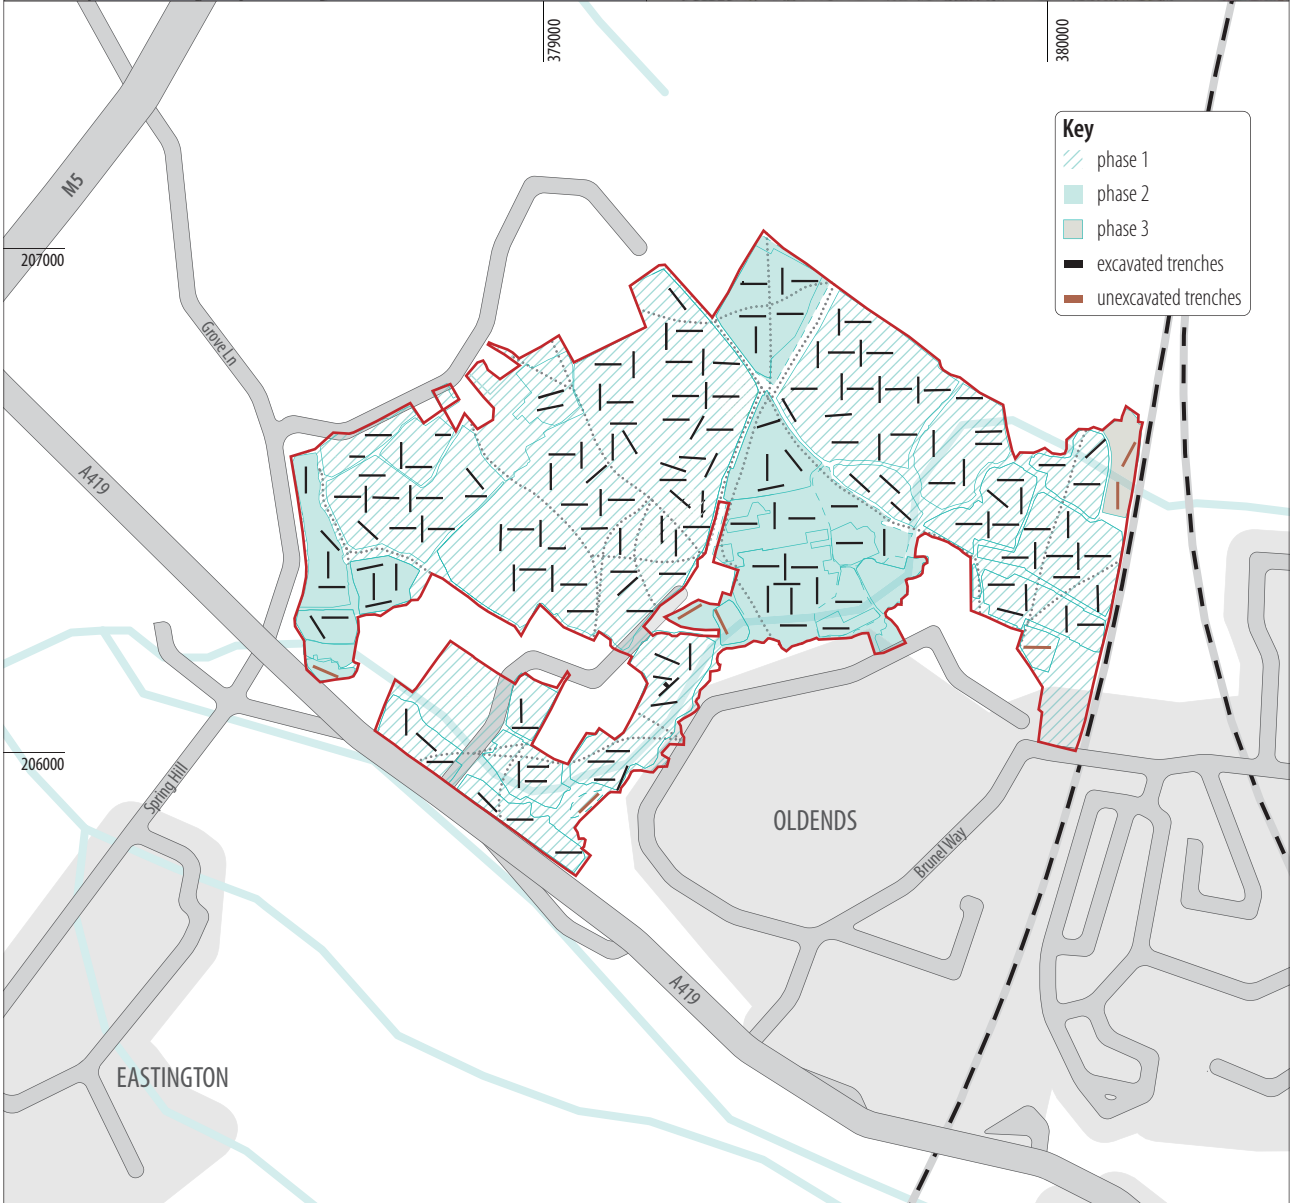 379000
380000
Key
phase 1
phase 2
phase 3
excavated trenches
unexcavated trenches
M5
207000
Grove Ln
A419
206000
Spring Hill
OLDENDS
Brunel Way
A419
EASTINGTON